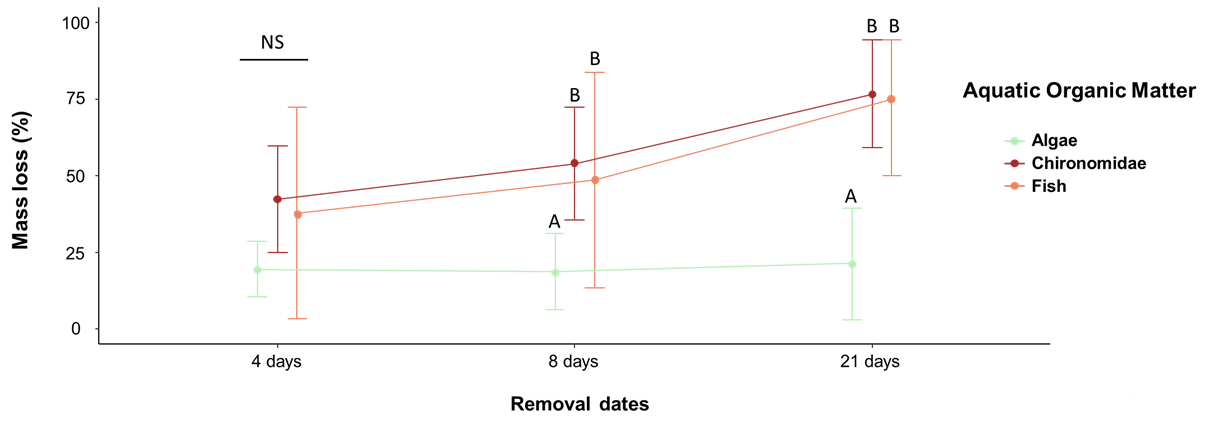 100
NS
B
B
B
B
75
Aquatic Organic Matter
Algae
Chironomidae
Fish
Mass loss (%)
50
A
A
25
0
4 days
8 days
21 days
Removal dates